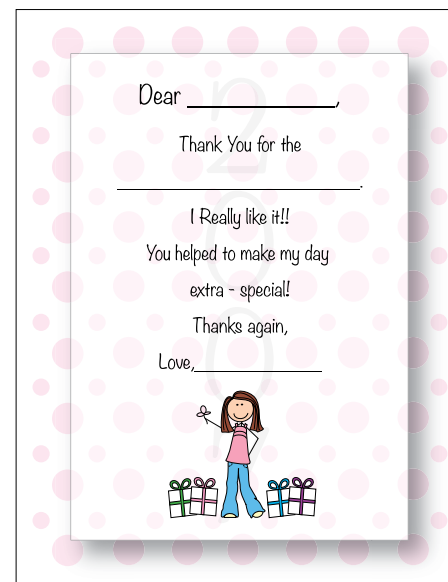 Dear ____________,
Thank You for the
____________________.
I Really like it!!
You helped to make my day
extra - special!
Thanks again,
Love,____________